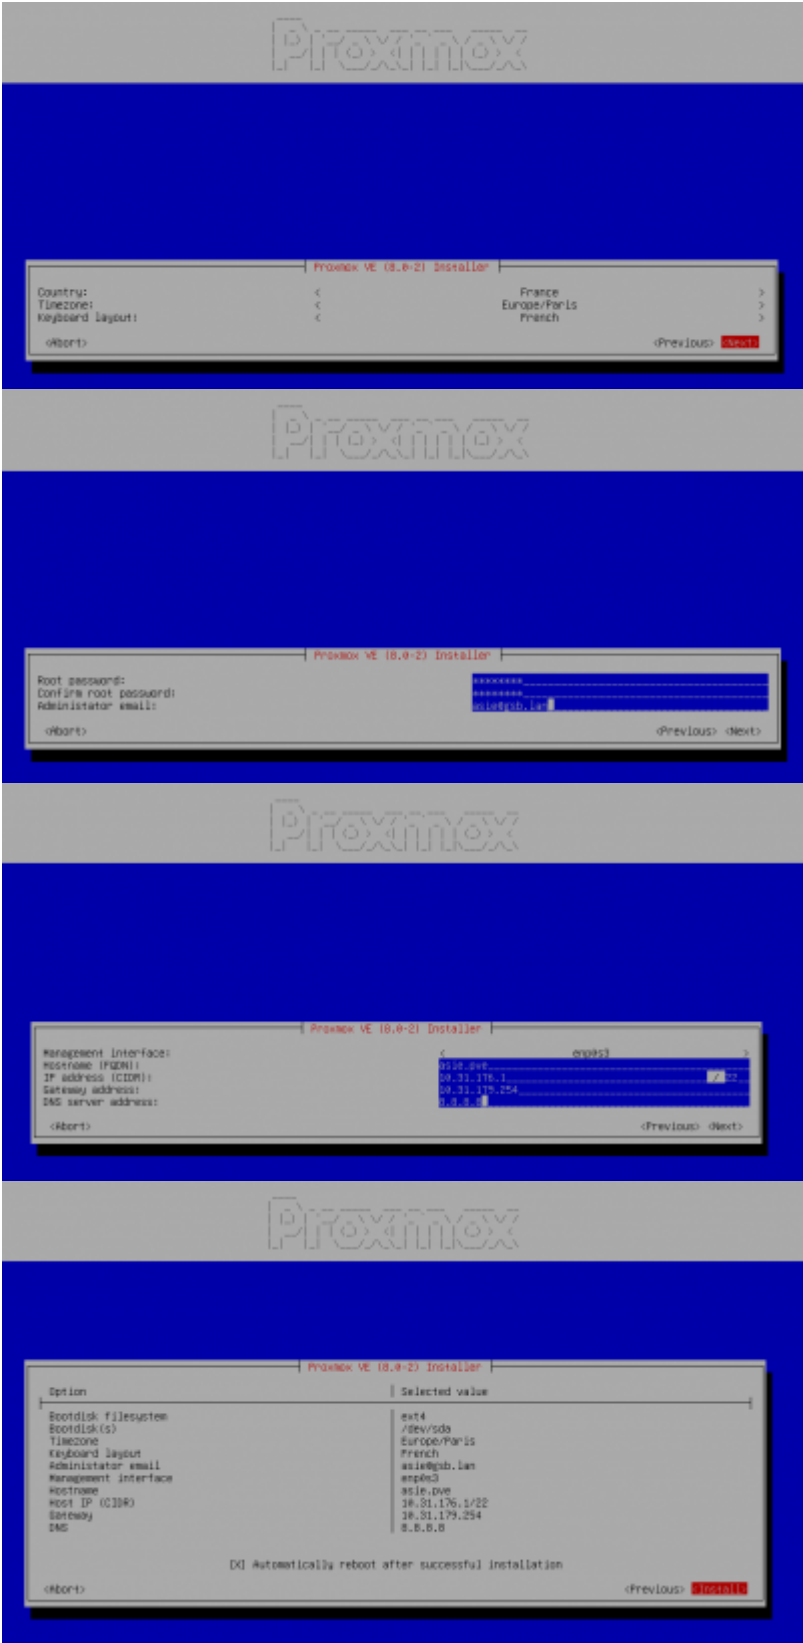 Proxmox
Proxmox VE (8.0-2) Installer
Country: < France >
Timezone: < Europe/Paris >
Keyboard layout: < French >
<Abort> <Previous> <Next>
Proxmox
Proxmox VE (8.0-2) Installer
Root password: ********
Confirm root password: ********
Administator email: asie@gsb.lan
<Abort> <Previous> <Next>
Proxmox
Proxmox VE (8.0-2) Installer
Management interface: < enp0s3 >
Hostname (FQDN): asie.pve
IP address (CIDR): 10.31.176.1 / 22
Gateway address: 10.31.179.254
DNS server address: 8.8.8.8
<Abort> <Previous> <Next>
Proxmox
Proxmox VE (8.0-2) Installer
Option | Selected value
Bootdisk filesystem | ext4
Bootdisk(s) | /dev/sda
Timezone | Europe/Paris
Keyboard layout | French
Administator email | asie@gsb.lan
Management interface | enp0s3
Hostname | asie.pve
Host IP (CIDR) | 10.31.176.1/22
Gateway | 10.31.179.254
DNS | 8.8.8.8
[X] Automatically reboot after successful installation
<Abort> <Previous> <Install>